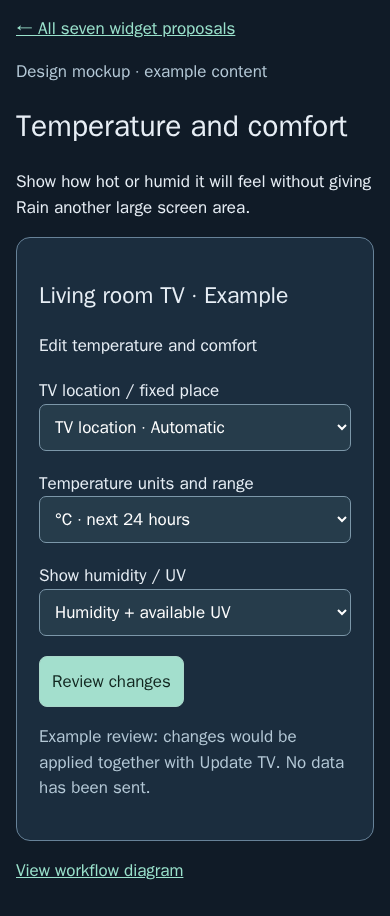 ← All seven widget proposals
Design mockup · example content
Temperature and comfort
Show how hot or humid it will feel without giving
Rain another large screen area.
Living room TV · Example
Edit temperature and comfort
TV location / fixed place
TV location · Automatic
Temperature units and range
°C · next 24 hours
Show humidity / UV
Humidity + available UV
Review changes
Example review: changes would be
applied together with Update TV. No data
has been sent.
View workflow diagram